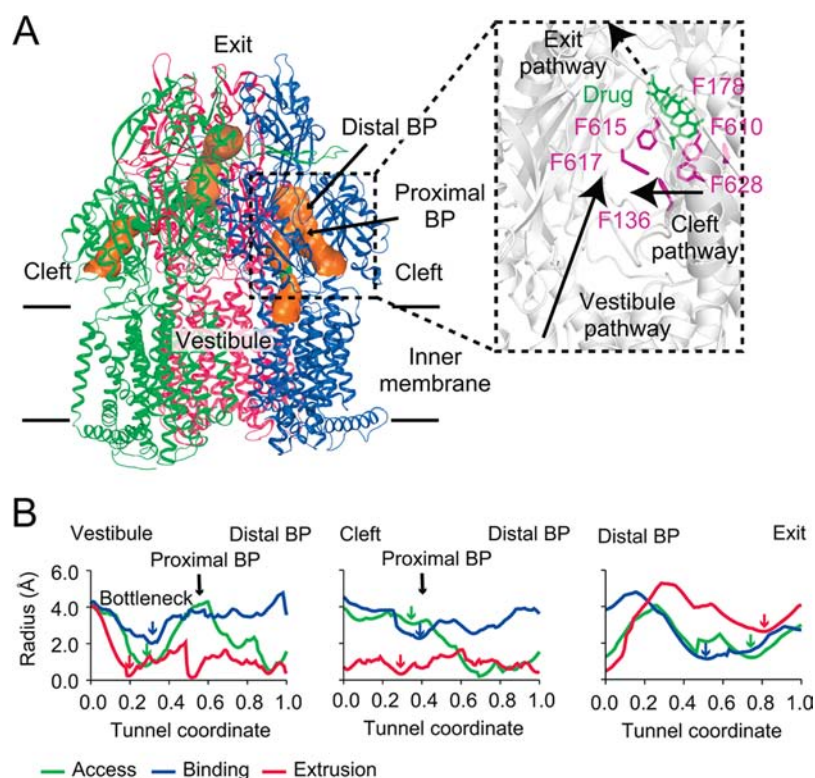 A
Exit
Distal BP
Proximal
BP
Cleft
Cleft
Vestibule
Inner
membrane
Exit
pathway
Drug
F178
F615
F610
F617
F628
F136
Cleft
pathway
Vestibule
pathway
B
Vestibule Distal BP
Proximal BP
Bottleneck
Cleft Distal BP
Proximal BP
Distal BP Exit
Radius (Å)
6.0
4.0
2.0
0.0
0.0 0.2 0.4 0.6 0.8 1.0
Tunnel coordinate
0.0 0.2 0.4 0.6 0.8 1.0
Tunnel coordinate
0.0 0.2 0.4 0.6 0.8 1.0
Tunnel coordinate
Access Binding Extrusion